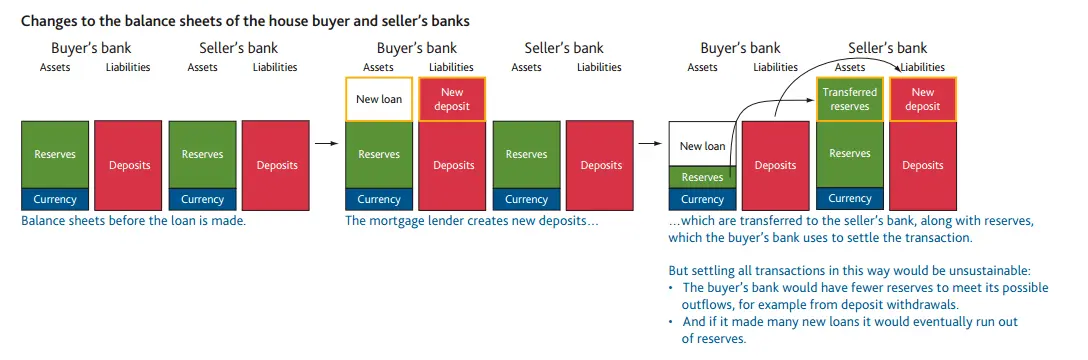 Changes to the balance sheets of the house buyer and seller's banks
Buyer's bank
Seller's bank
Assets
Liabilities
Assets
Liabilities
Reserves
Currency
Deposits
Reserves
Currency
Deposits
Balance sheets before the loan is made.
Buyer's bank
Seller's bank
Assets
Liabilities
Assets
Liabilities
New loan
New
deposit
Reserves
Currency
Deposits
Reserves
Currency
Deposits
The mortgage lender creates new deposits…
Buyer's bank
Seller's bank
Assets
Liabilities
Assets
Liabilities
New loan
Reserves
Currency
Deposits
Transferred
reserves
New
deposit
Reserves
Currency
Deposits
…which are transferred to the seller's bank, along with reserves,
which the buyer's bank uses to settle the transaction.
But settling all transactions in this way would be unsustainable:
• The buyer's bank would have fewer reserves to meet its possible
outflows, for example from deposit withdrawals.
• And if it made many new loans it would eventually run out
of reserves.